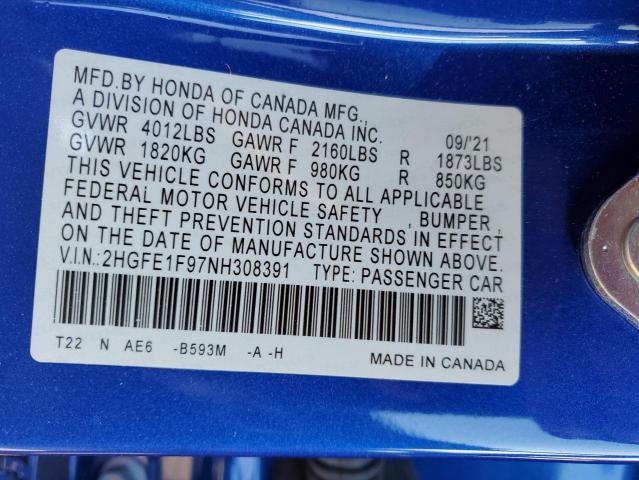 MFD.BY HONDA OF CANADA MFG.,
A DIVISION OF HONDA CANADA INC. 09/'21
GVWR 4012LBS GAWR F 2160LBS R 1873LBS
GVWR 1820KG GAWR F 980KG R 850KG
THIS VEHICLE CONFORMS TO ALL APPLICABLE
FEDERAL MOTOR VEHICLE SAFETY , BUMPER,
AND THEFT PREVENTION STANDARDS IN EFFECT
ON THE DATE OF MANUFACTURE SHOWN ABOVE.
V.I.N.:2HGFE1F97NH308391 TYPE: PASSENGER CAR
T22 N AE6 -B593M -A -H MADE IN CANADA